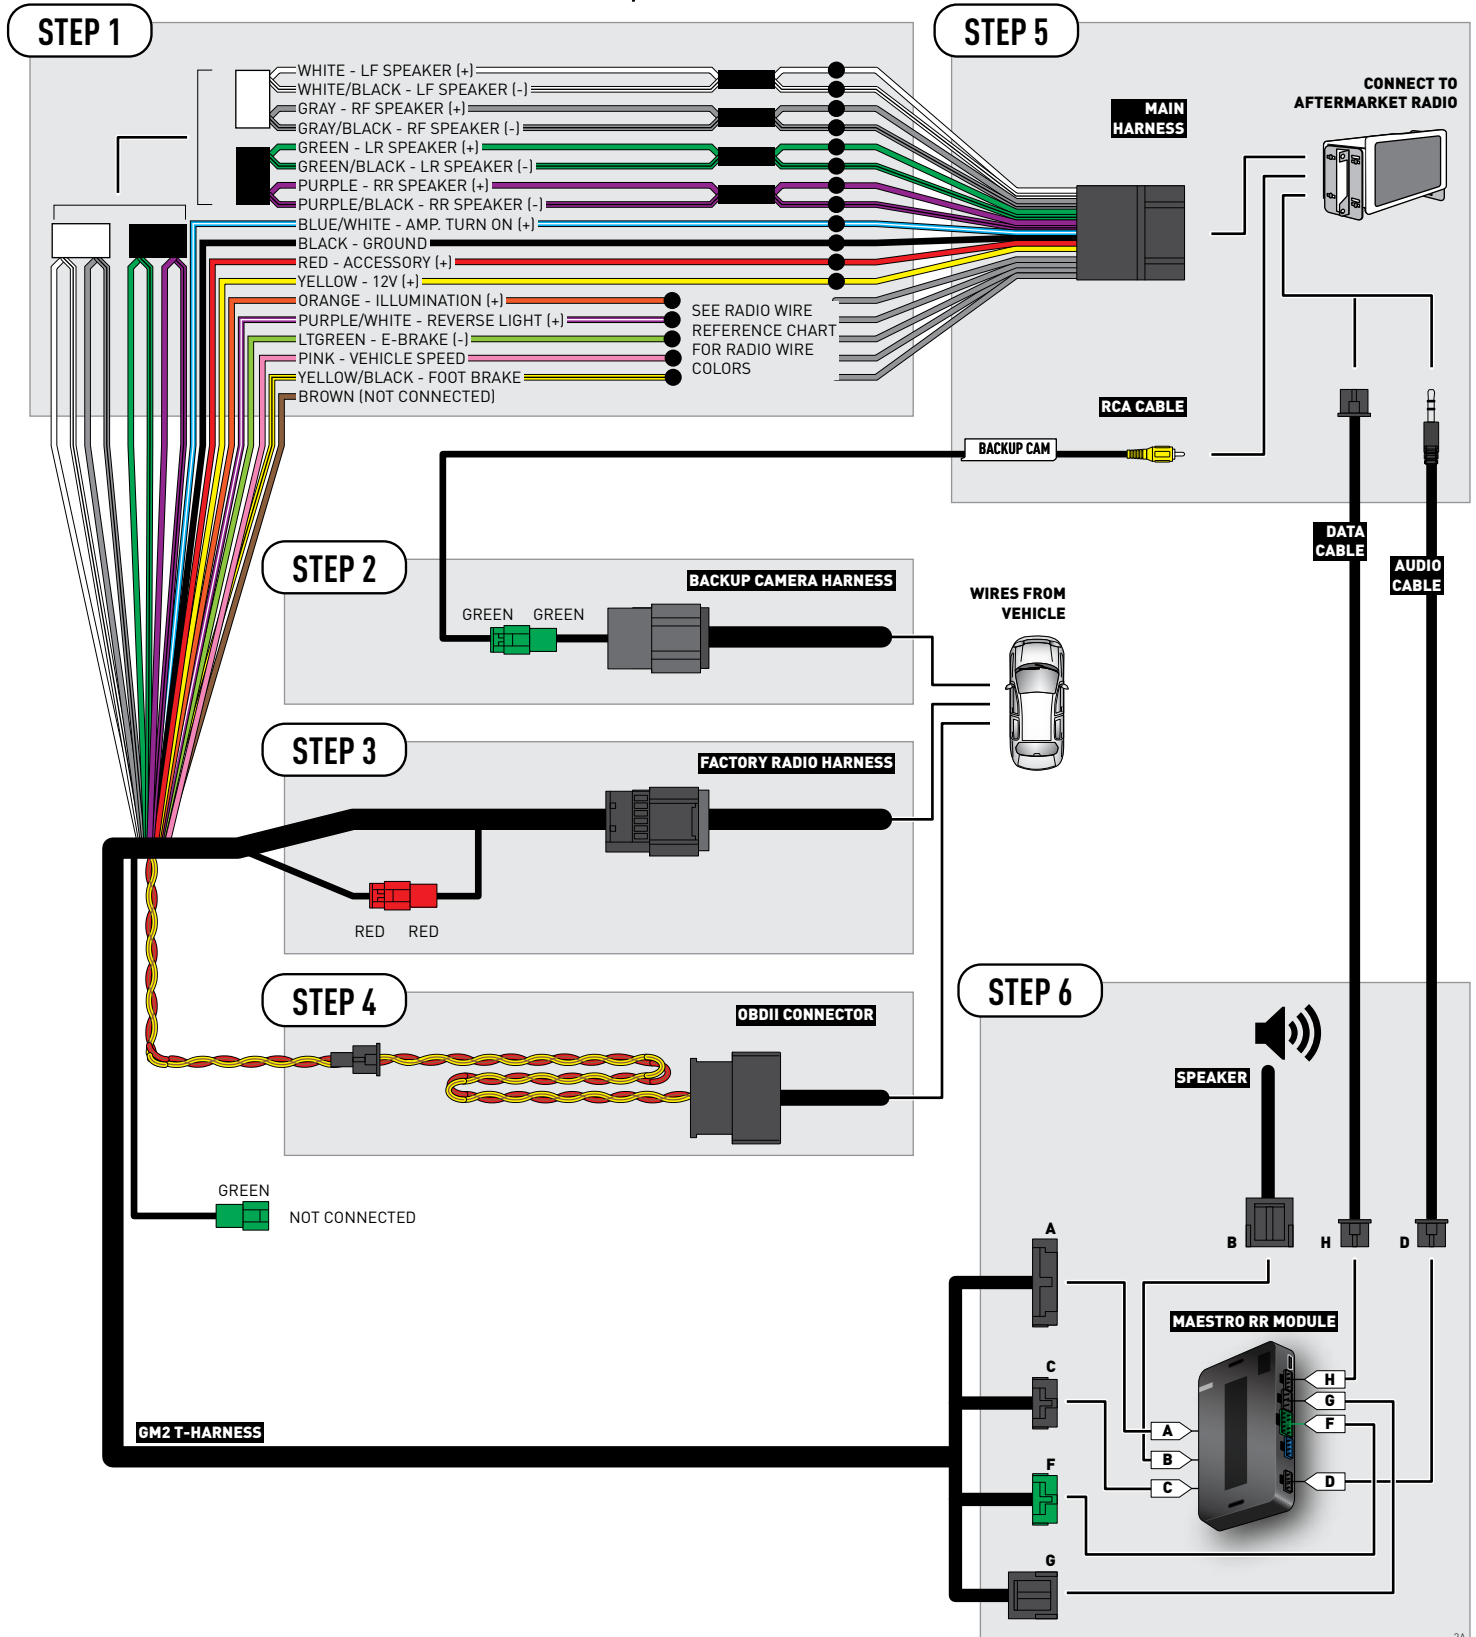 STEP 1
WHITE - LF SPEAKER (+)
WHITE/BLACK - LF SPEAKER (-)
GRAY - RF SPEAKER (+)
GRAY/BLACK - RF SPEAKER (-)
GREEN - LR SPEAKER (+)
GREEN/BLACK - LR SPEAKER (-)
PURPLE - RR SPEAKER (+)
PURPLE/BLACK - RR SPEAKER (-)
BLUE/WHITE - AMP. TURN ON (+)
BLACK - GROUND
RED - ACCESSORY (+)
YELLOW - 12V (+)
ORANGE - ILLUMINATION (+)
PURPLE/WHITE - REVERSE LIGHT (+)
LTGREEN - E-BRAKE (-)
PINK - VEHICLE SPEED
YELLOW/BLACK - FOOT BRAKE
BROWN (NOT CONNECTED)
SEE RADIO WIRE
REFERENCE CHART
FOR RADIO WIRE
COLORS
STEP 5
MAIN
HARNESS
CONNECT TO
AFTERMARKET RADIO
RCA CABLE
BACKUP CAM
DATA
CABLE
AUDIO
CABLE
STEP 2
BACKUP CAMERA HARNESS
GREEN GREEN
WIRES FROM
VEHICLE
STEP 3
FACTORY RADIO HARNESS
RED RED
STEP 4
OBDII CONNECTOR
GREEN
NOT CONNECTED
GM2 T-HARNESS
STEP 6
SPEAKER
B
H
D
A
C
F
G
MAESTRO RR MODULE
H
G
F
D
A
B
C